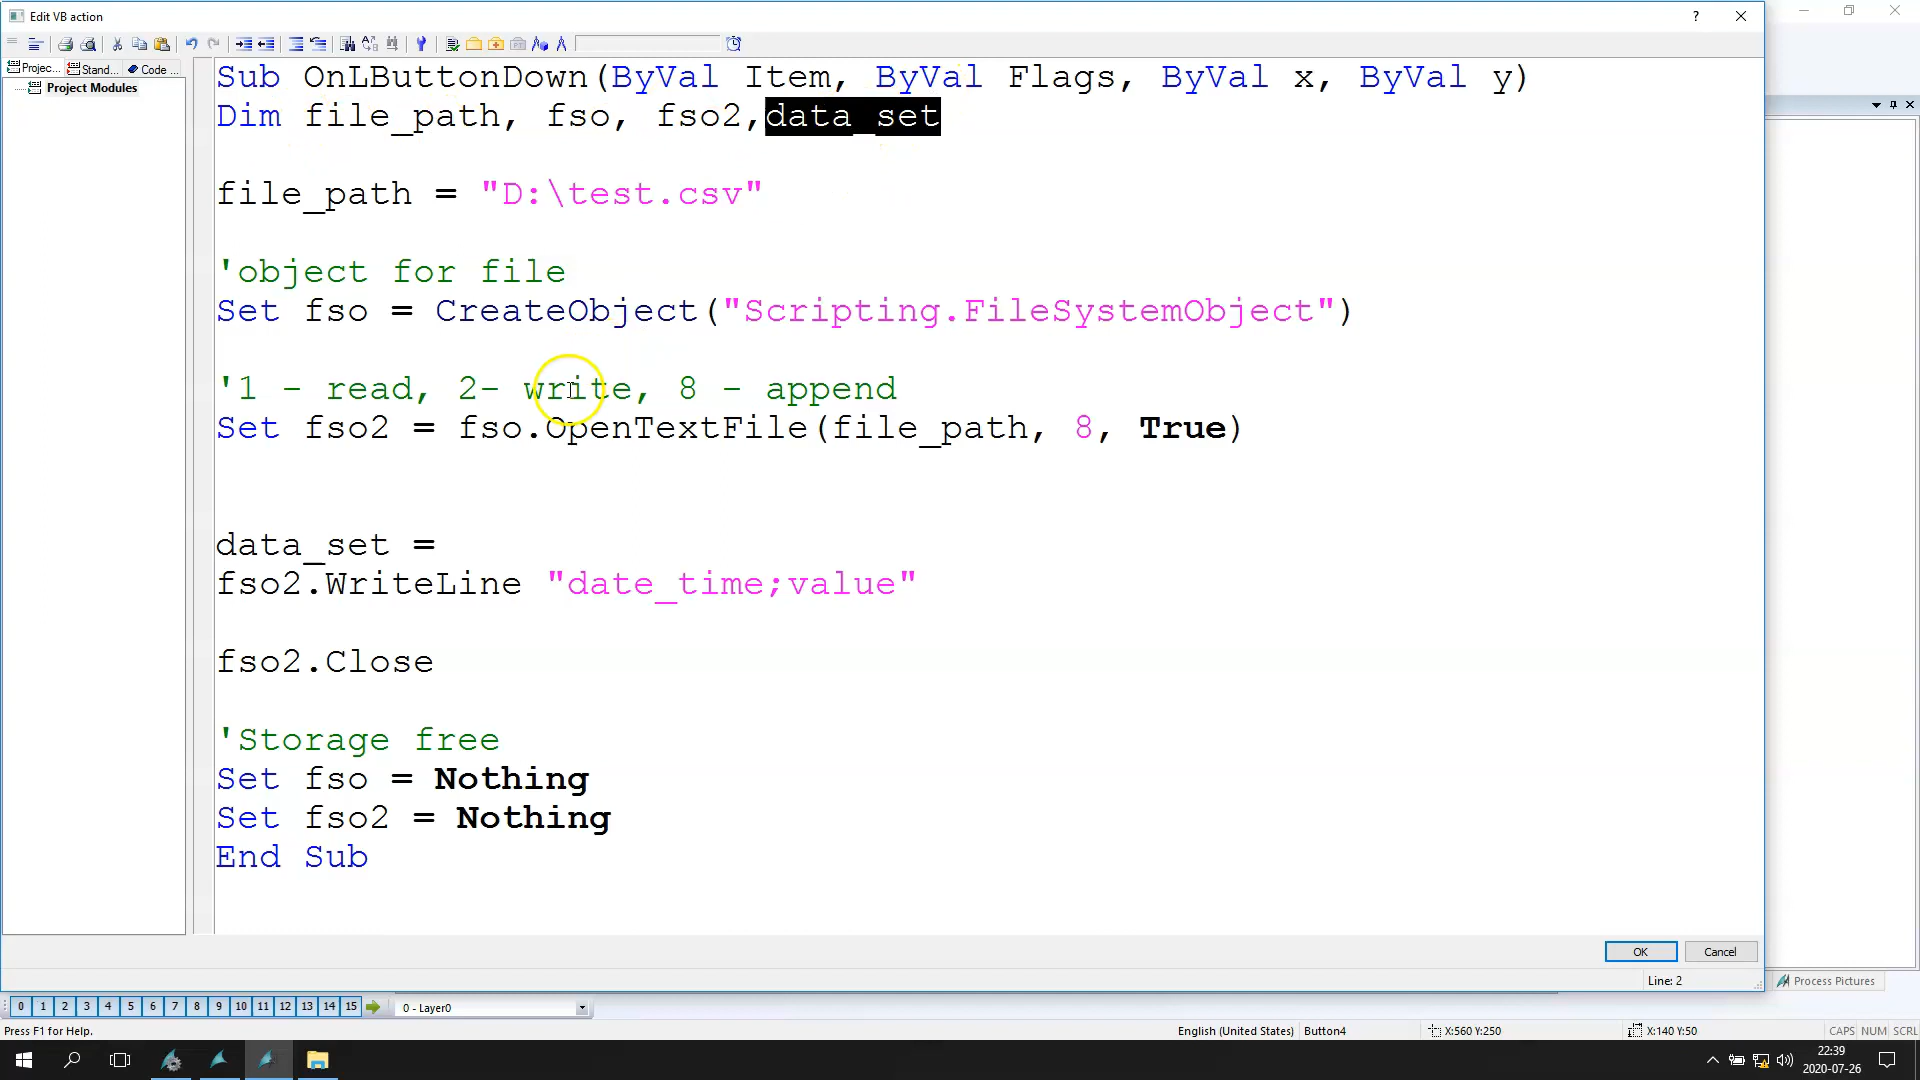 Edit VB action
?
Projec...
Stand...
Code ...
Project Modules
Sub OnLButtonDown(ByVal Item, ByVal Flags, ByVal x, ByVal y)
Dim file_path, fso, fso2,data_set
file_path = "D:\test.csv"
'object for file
Set fso = CreateObject("Scripting.FileSystemObject")
'1 - read, 2- write, 8 - append
Set fso2 = fso.OpenTextFile(file_path, 8, True)
data_set =
fso2.WriteLine "date_time;value"
fso2.Close
'Storage free
Set fso = Nothing
Set fso2 = Nothing
End Sub
OK
Cancel
Line: 2
Process Pictures
0 1 2 3 4 5 6 7 8 9 10 11 12 13 14 15
0 - Layer0
Press F1 for Help.
English (United States)
Button4
X:560 Y:250
X:140 Y:50
CAPS NUM SCRL
22:39
2020-07-26